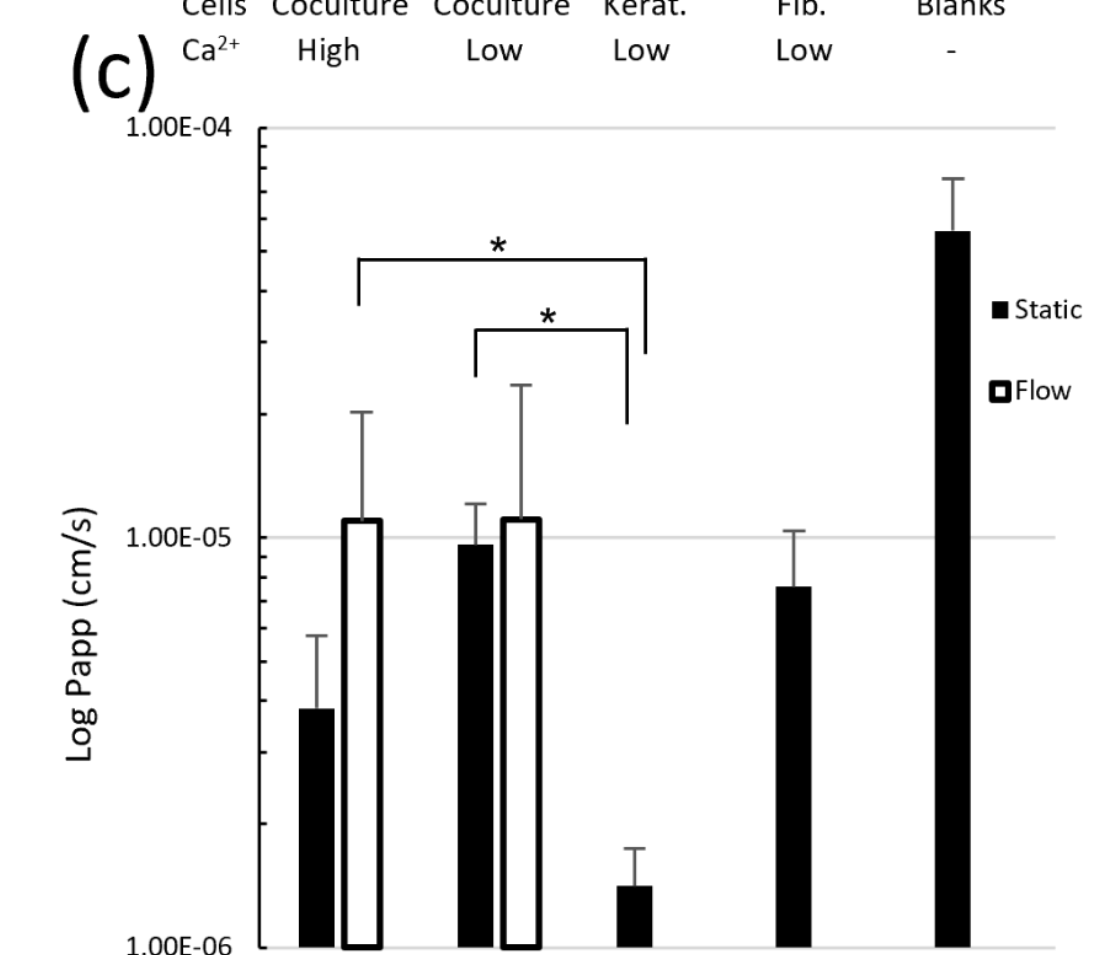 Cells Coculture Coculture Kerat. Fib. Blanks
(c) Ca²⁺ High Low Low Low -
1.00E-04
*
*
Static
Flow
1.00E-05
Log Papp (cm/s)
1.00E-06